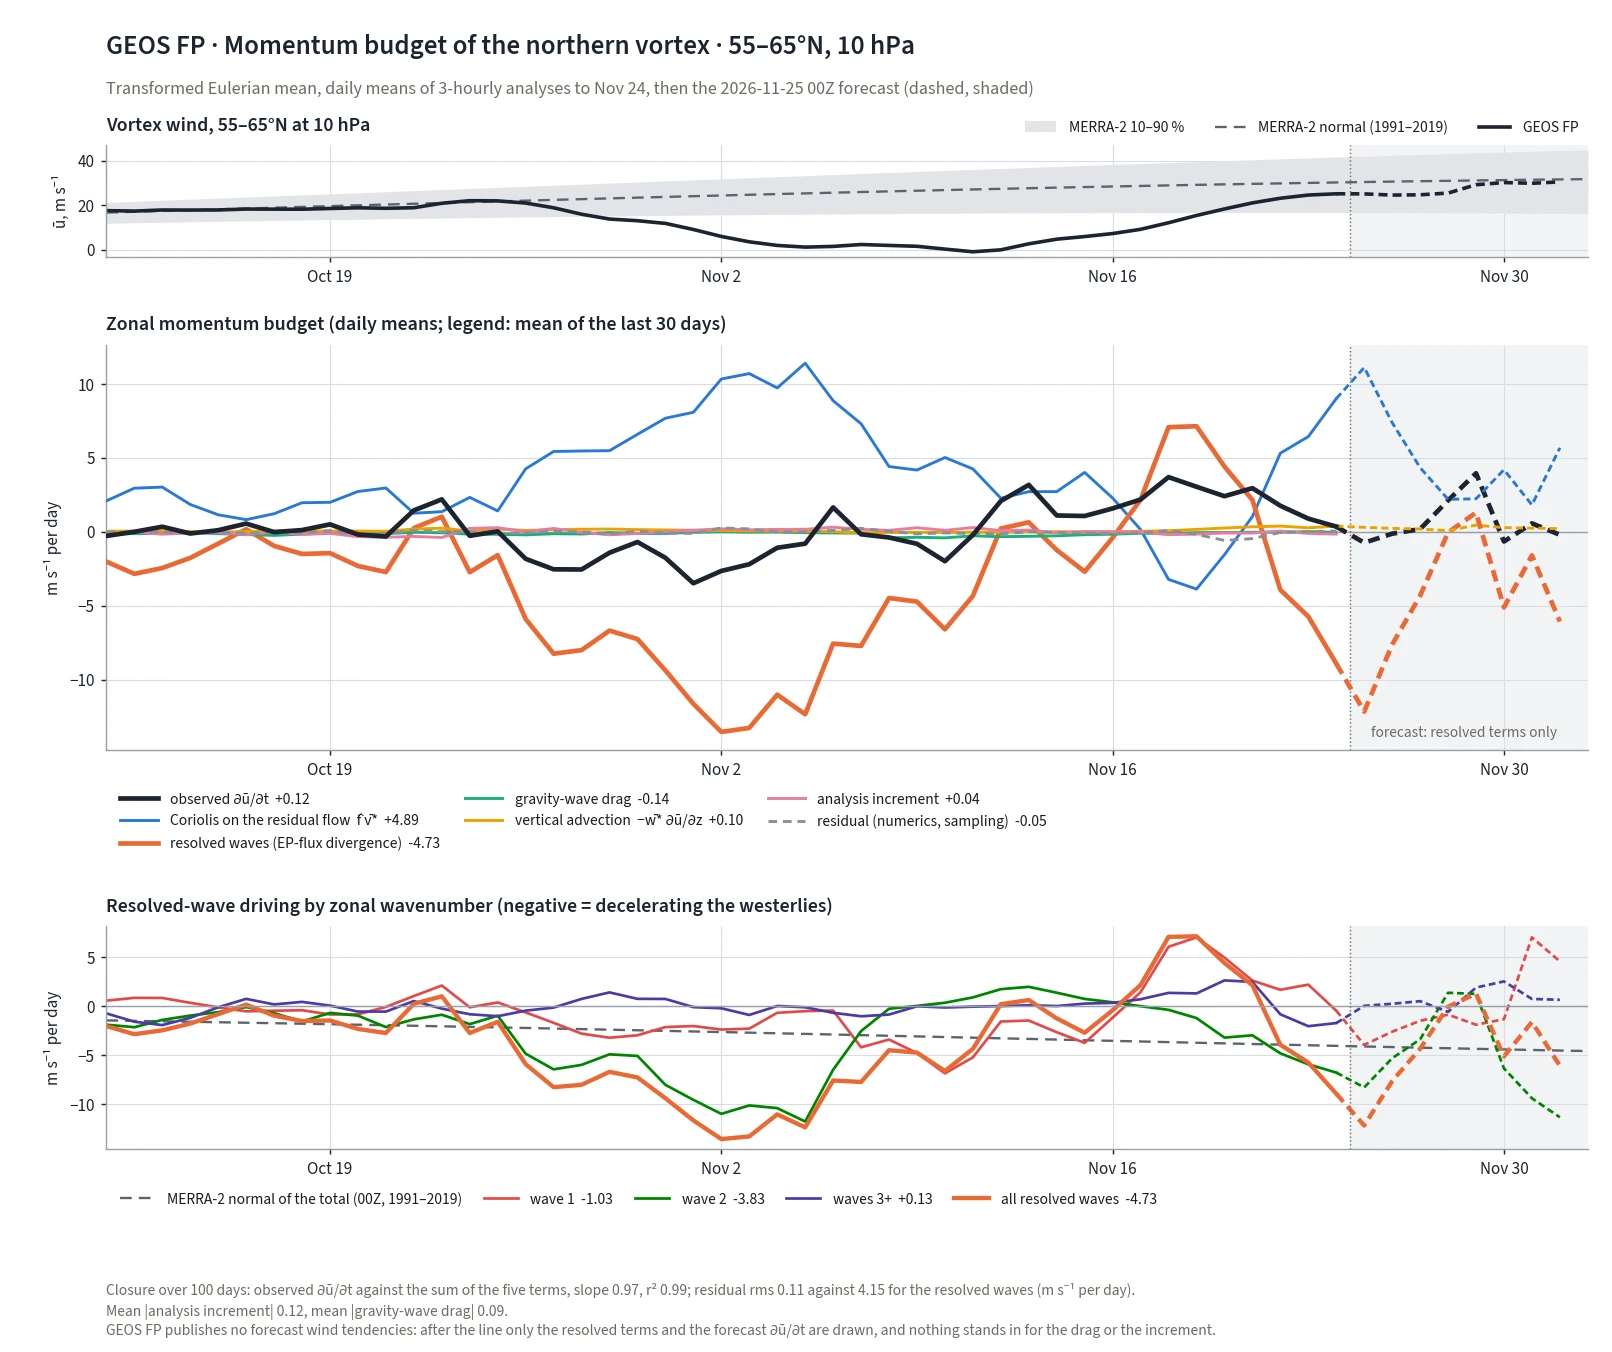 GEOS FP · Momentum budget of the northern vortex · 55–65°N, 10 hPa
Transformed Eulerian mean, daily means of 3-hourly analyses to Nov 24, then the 2026-11-25 00Z forecast (dashed, shaded)
Vortex wind, 55–65°N at 10 hPa
MERRA-2 10–90 %
MERRA-2 normal (1991–2019)
GEOS FP
ū, m s⁻¹
40
20
0
Oct 19
Nov 2
Nov 16
Nov 30
Zonal momentum budget (daily means; legend: mean of the last 30 days)
m s⁻¹ per day
10
5
0
−5
−10
forecast: resolved terms only
Oct 19
Nov 2
Nov 16
Nov 30
observed ∂ū/∂t +0.12
gravity-wave drag -0.14
analysis increment +0.04
Coriolis on the residual flow f v̄* +4.89
vertical advection −w̄* ∂ū/∂z +0.10
residual (numerics, sampling) -0.05
resolved waves (EP-flux divergence) -4.73
Resolved-wave driving by zonal wavenumber (negative = decelerating the westerlies)
m s⁻¹ per day
5
0
−5
−10
Oct 19
Nov 2
Nov 16
Nov 30
MERRA-2 normal of the total (00Z, 1991–2019)
wave 1 -1.03
wave 2 -3.83
waves 3+ +0.13
all resolved waves -4.73
Closure over 100 days: observed ∂ū/∂t against the sum of the five terms, slope 0.97, r² 0.99; residual rms 0.11 against 4.15 for the resolved waves (m s⁻¹ per day).
Mean |analysis increment| 0.12, mean |gravity-wave drag| 0.09.
GEOS FP publishes no forecast wind tendencies: after the line only the resolved terms and the forecast ∂ū/∂t are drawn, and nothing stands in for the drag or the increment.